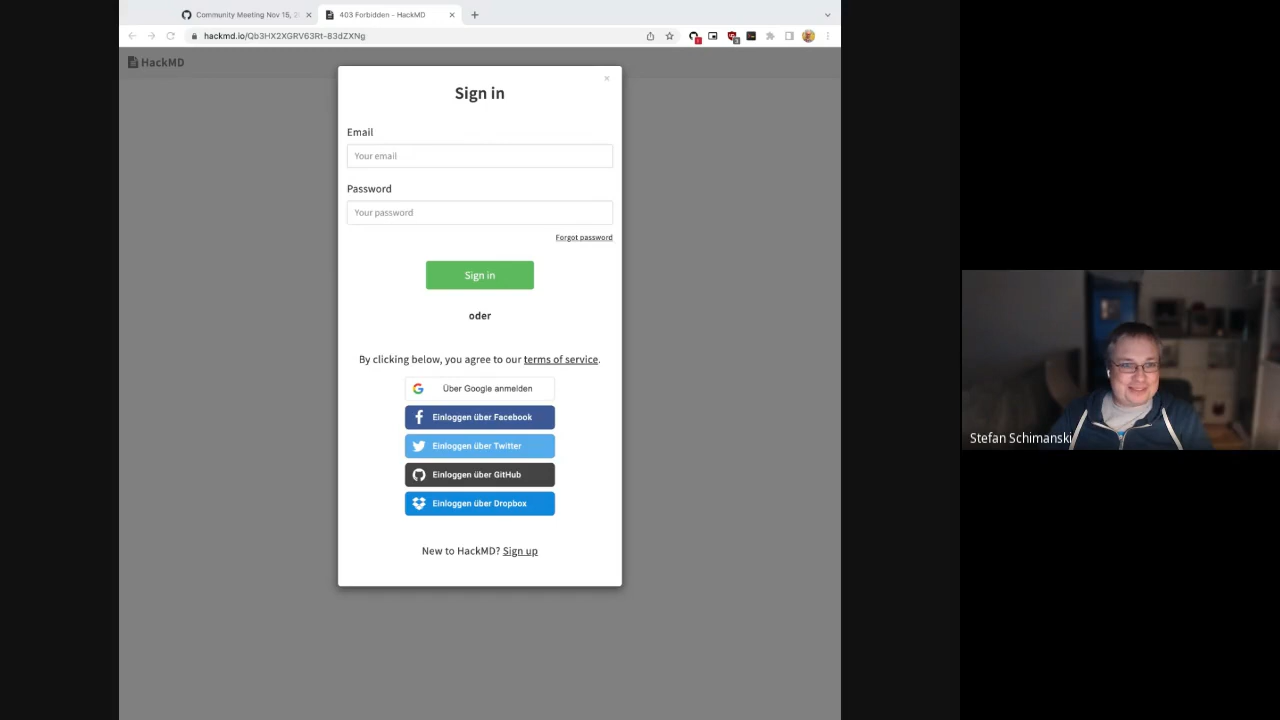 Community Meeting Nov 15, 2
403 Forbidden - HackMD
hackmd.io/Qb3HX2XGRV63Rt-83dZXNg
HackMD
Sign in
Email
Your email
Password
Your password
Forgot password
Sign in
oder
By clicking below, you agree to our terms of service.
Über Google anmelden
Einloggen über Facebook
Einloggen über Twitter
Einloggen über GitHub
Einloggen über Dropbox
New to HackMD? Sign up
Stefan Schimanski